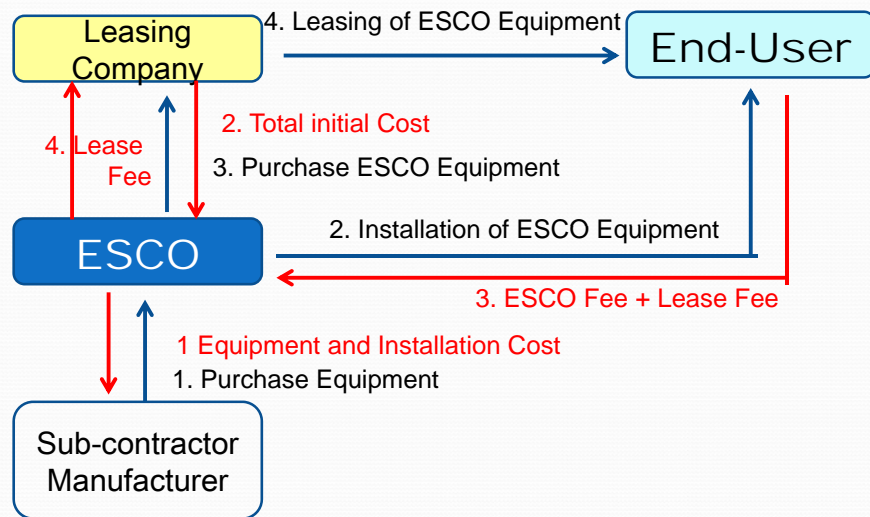 4. Leasing of ESCO Equipment
Leasing
Company
End-User
2. Total initial Cost
4. Lease
Fee
3. Purchase ESCO Equipment
2. Installation of ESCO Equipment
ESCO
3. ESCO Fee + Lease Fee
1 Equipment and Installation Cost
1. Purchase Equipment
Sub-contractor
Manufacturer